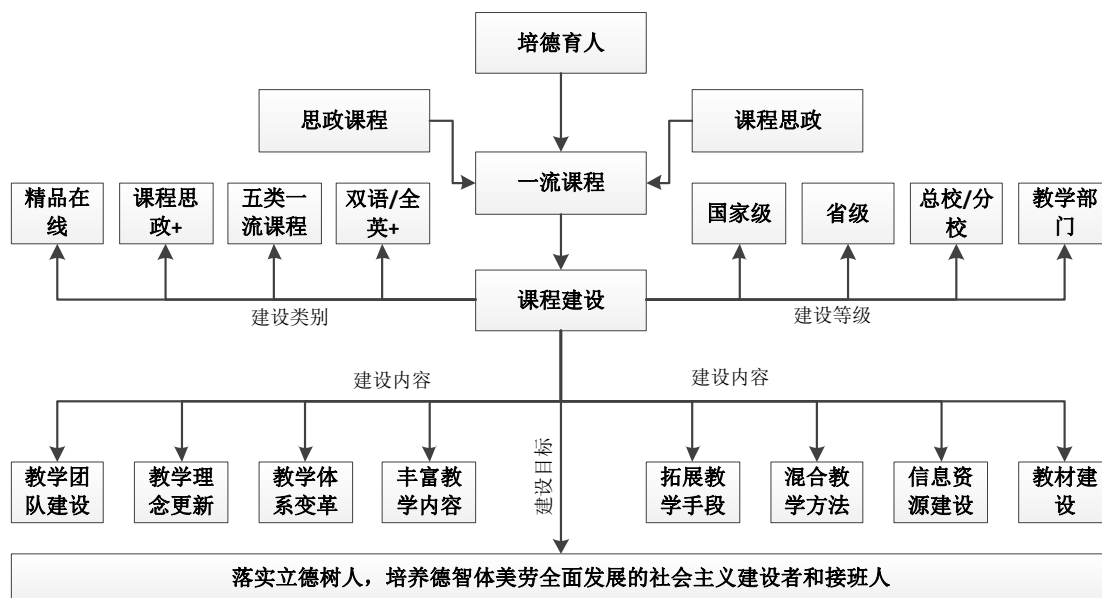 培德育人
思政课程
课程思政
一流课程
精品在
线
课程思
政+
五类一
流课程
双语/全
英+
国家级
省级
总校/分
校
教学部
门
课程建设
建设类别
建设等级
建设内容
建设内容
建设目标
教学团
队建设
教学理
念更新
教学体
系变革
丰富教
学内容
拓展教
学手段
混合教
学方法
信息资
源建设
教材建
设
落实立德树人，培养德智体美劳全面发展的社会主义建设者和接班人